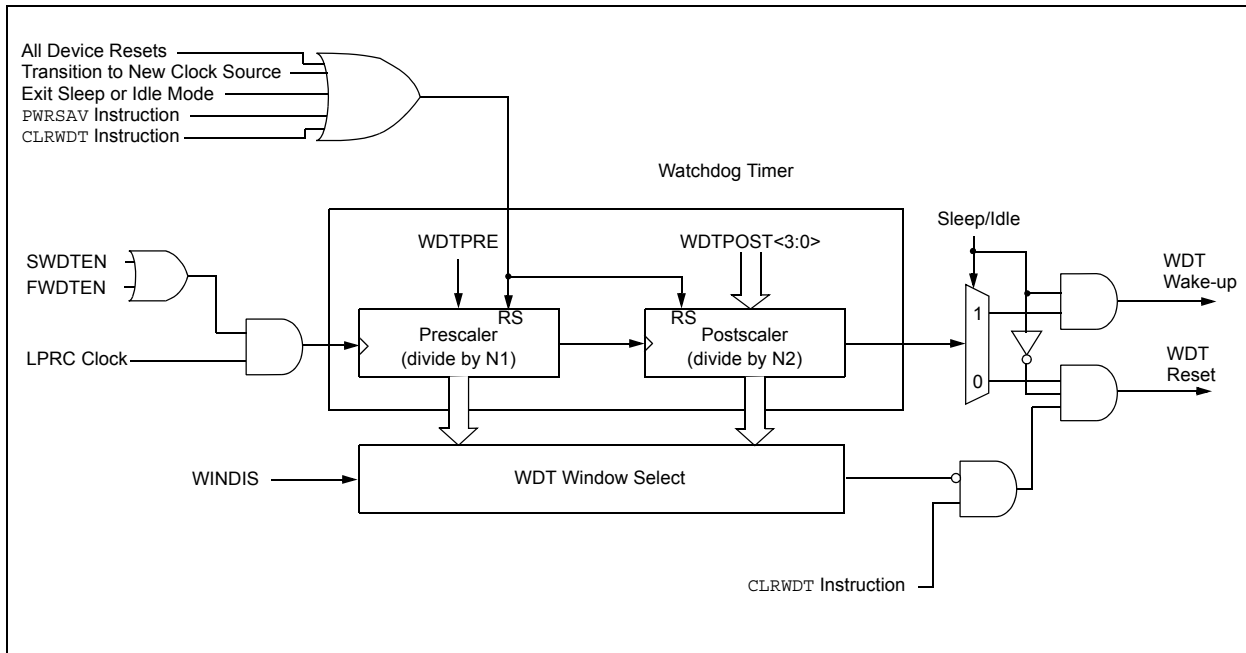 All Device Resets
Transition to New Clock Source
Exit Sleep or Idle Mode
PWRSAV Instruction
CLRWDT Instruction
Watchdog Timer
Sleep/Idle
WDTPRE
WDTPOST<3:0>
SWDTEN
FWDTEN
WDT
Wake-up
RS
RS
1
Prescaler
(divide by N1)
Postscaler
(divide by N2)
LPRC Clock
WDT
Reset
0
WINDIS
WDT Window Select
CLRWDT Instruction